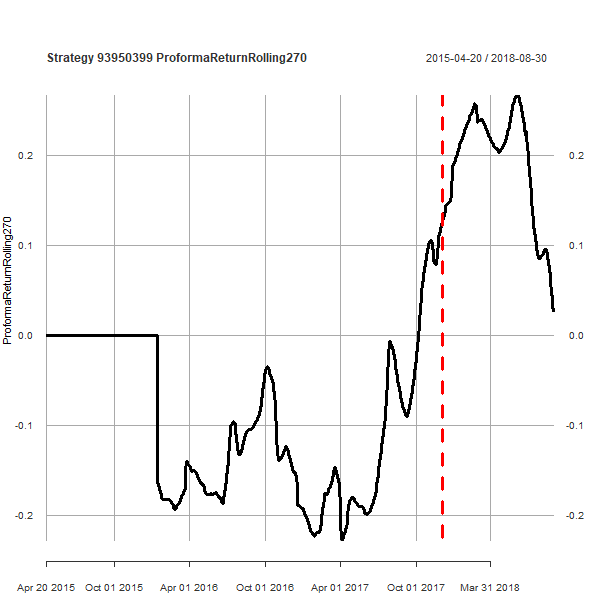 Strategy 93950399 ProformaReturnRolling270
2015-04-20 / 2018-08-30
ProformaReturnRolling270
0.2
0.2
0.1
0.1
0.0
0.0
-0.1
-0.1
-0.2
-0.2
Apr 20 2015
Oct 01 2015
Apr 01 2016
Oct 01 2016
Apr 01 2017
Oct 01 2017
Mar 31 2018